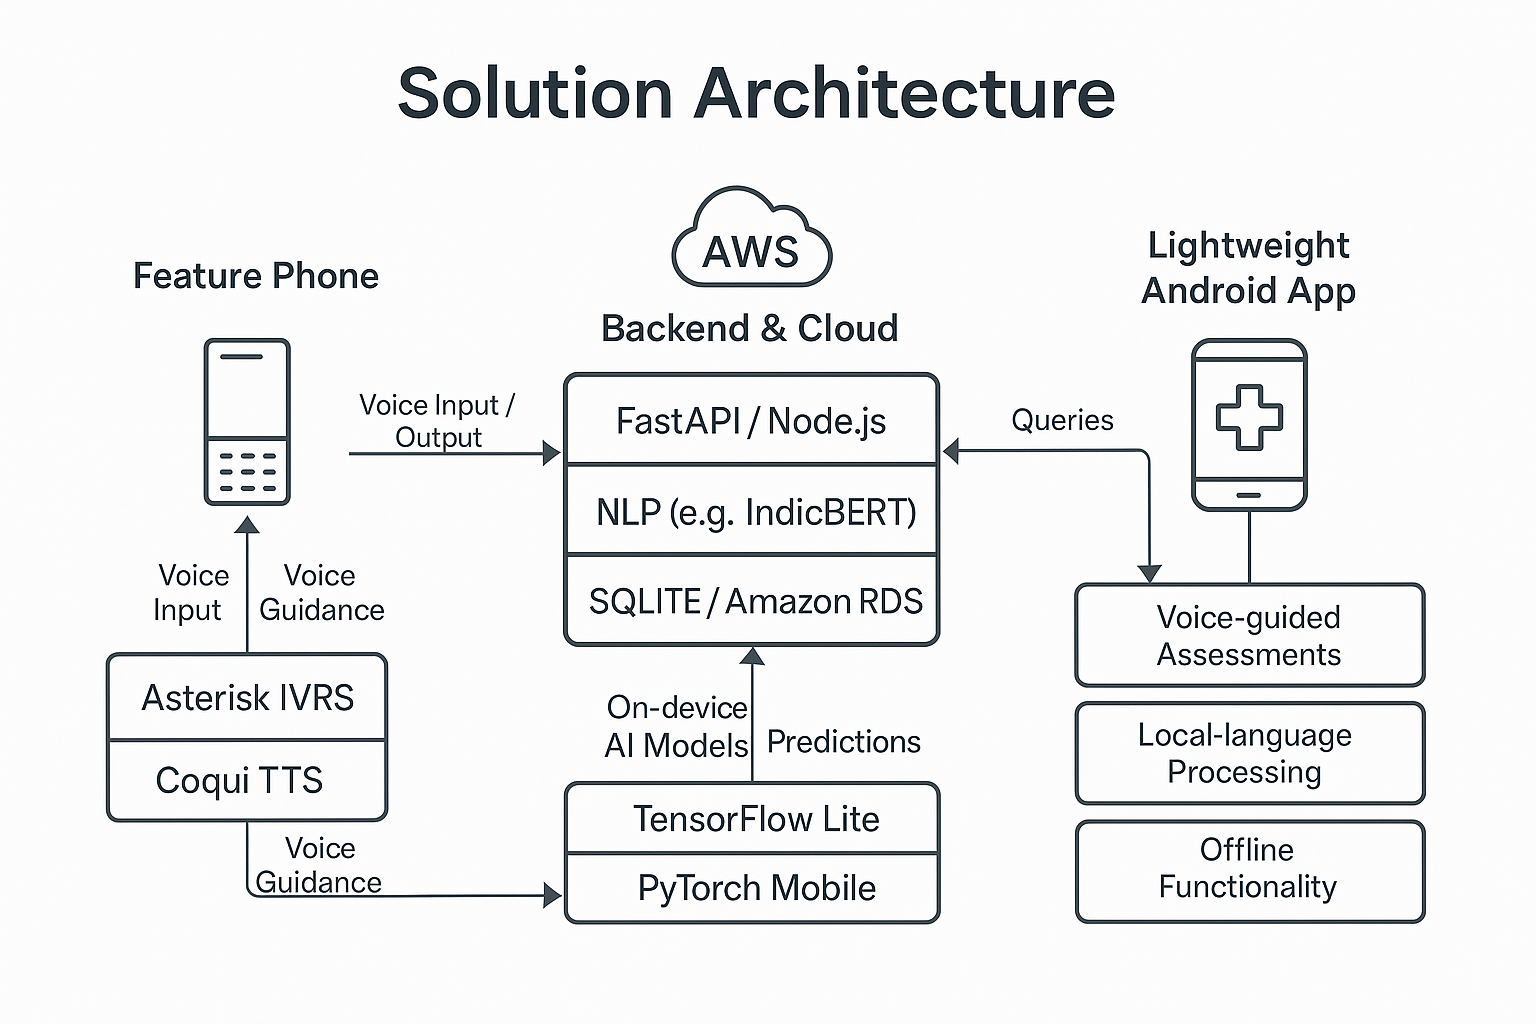 Solution Architecture
AWS
Feature Phone
Backend & Cloud
Lightweight
Android App
Voice Input /
Output
FastAPI / Node.js
NLP (e.g. IndicBERT)
SQLITE / Amazon RDS
Queries
Voice
Input
Voice
Guidance
Asterisk IVRS
Coqui TTS
Voice
Guidance
On-device
AI Models
Predictions
TensorFlow Lite
PyTorch Mobile
Voice-guided
Assessments
Local-language
Processing
Offline
Functionality